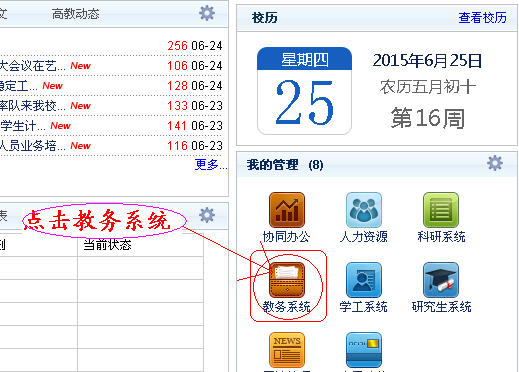 文 高教动态
256 06-24
大会议在艺... New 106 06-24
稳定工... New 128 06-24
率队来我校... 133 06-23
学生计... New 141 06-23
人员业务培... New 116 06-23
更多...
表
点击教务系统
当前状态
校历 查看校历
星期四
25
2015年6月25日
农历五月初十
第16周
我的管理 (8)
协同办公 人力资源 科研系统
教务系统 学工系统 研究生系统
NEWS